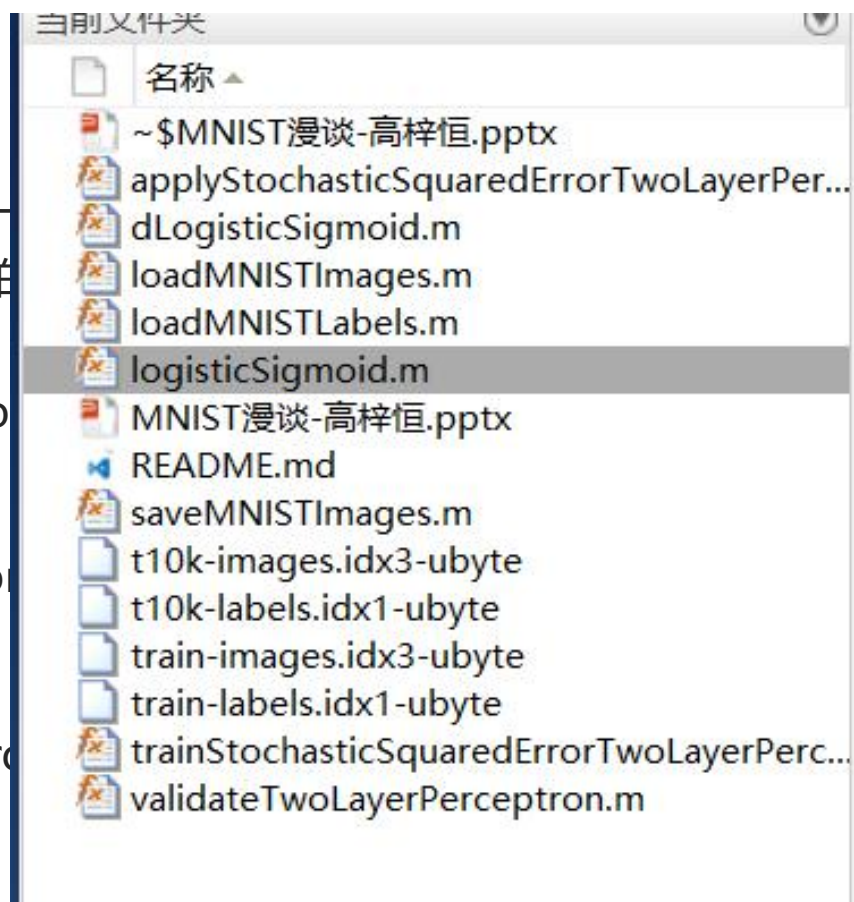 当前文件夹
名称
~$MNIST漫谈-高梓恒.pptx
applyStochasticSquaredErrorTwoLayerPer...
dLogisticSigmoid.m
loadMNISTImages.m
loadMNISTLabels.m
logisticSigmoid.m
MNIST漫谈-高梓恒.pptx
README.md
saveMNISTImages.m
t10k-images.idx3-ubyte
t10k-labels.idx1-ubyte
train-images.idx3-ubyte
train-labels.idx1-ubyte
trainStochasticSquaredErrorTwoLayerPerc...
validateTwoLayerPerceptron.m